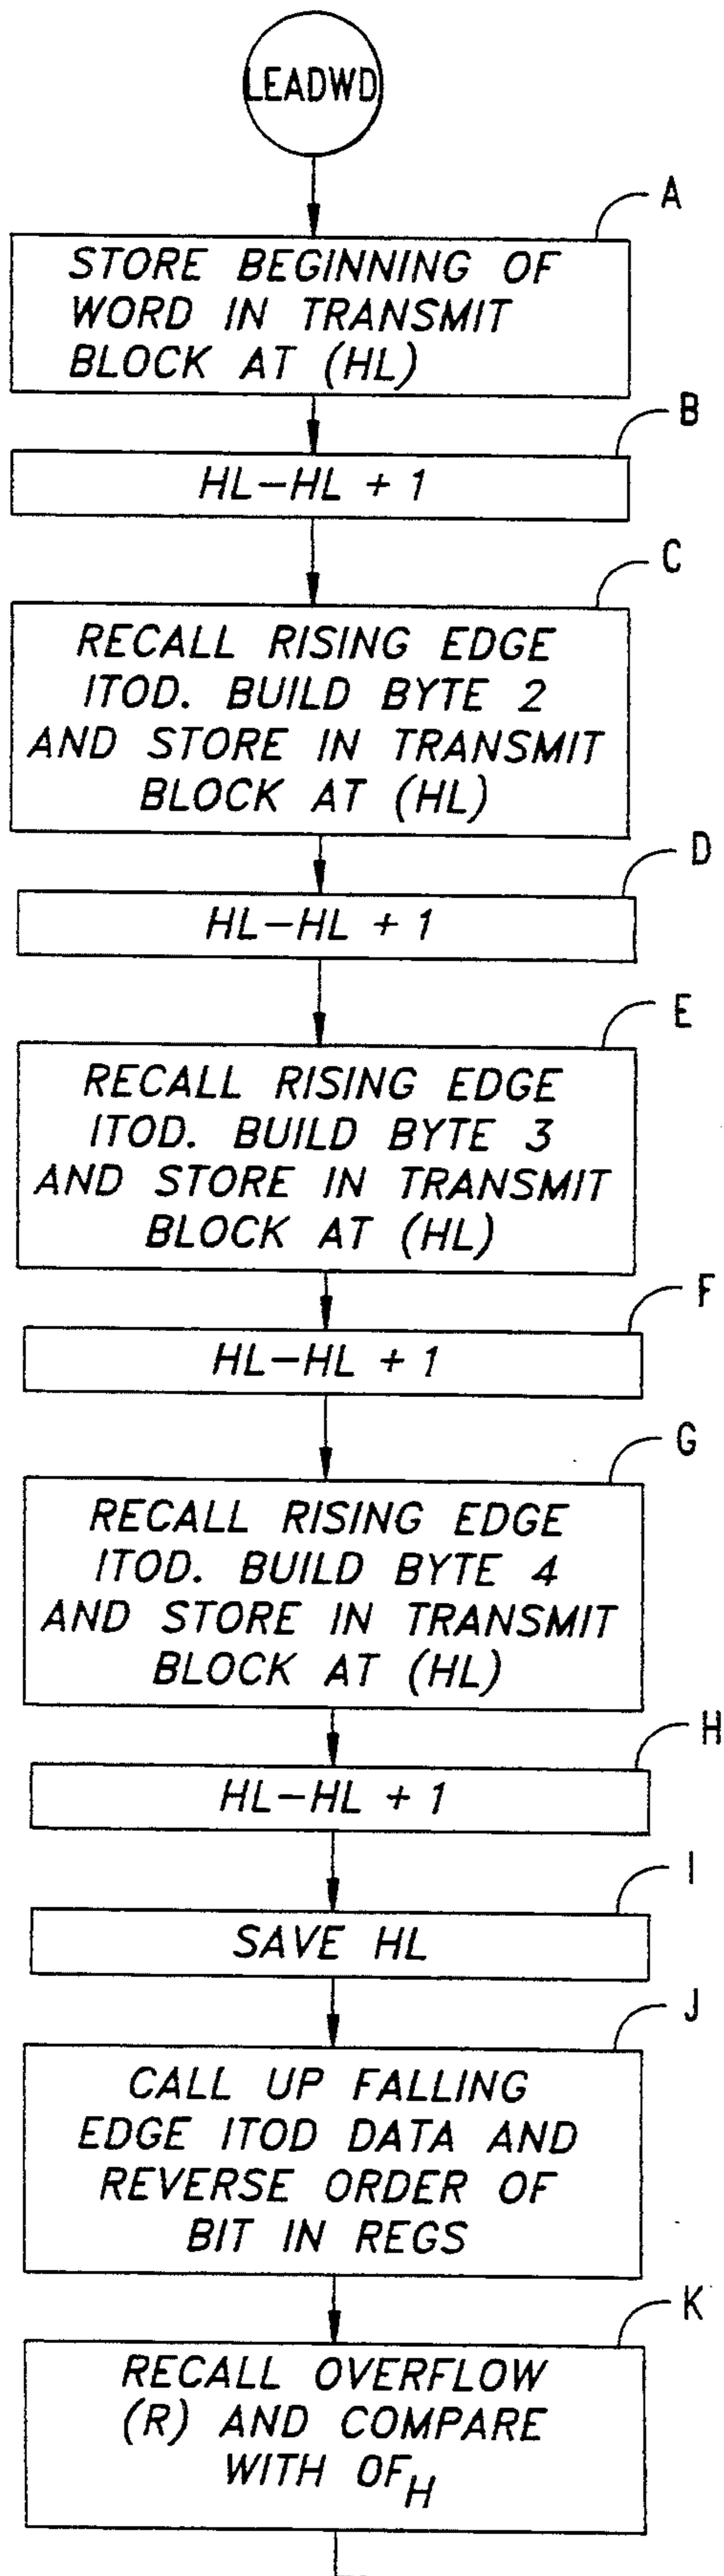 LEADWD
A
STORE BEGINNING OF
WORD IN TRANSMIT
BLOCK AT (HL)
B
HL-HL + 1
C
RECALL RISING EDGE
ITOD. BUILD BYTE 2
AND STORE IN TRANSMIT
BLOCK AT (HL)
D
HL-HL + 1
E
RECALL RISING EDGE
ITOD. BUILD BYTE 3
AND STORE IN TRANSMIT
BLOCK AT (HL)
F
HL-HL + 1
G
RECALL RISING EDGE
ITOD. BUILD BYTE 4
AND STORE IN TRANSMIT
BLOCK AT (HL)
H
HL-HL + 1
I
SAVE HL
J
CALL UP FALLING
EDGE ITOD DATA AND
REVERSE ORDER OF
BIT IN REGS
K
RECALL OVERFLOW
(R) AND COMPARE
WITH OF_H